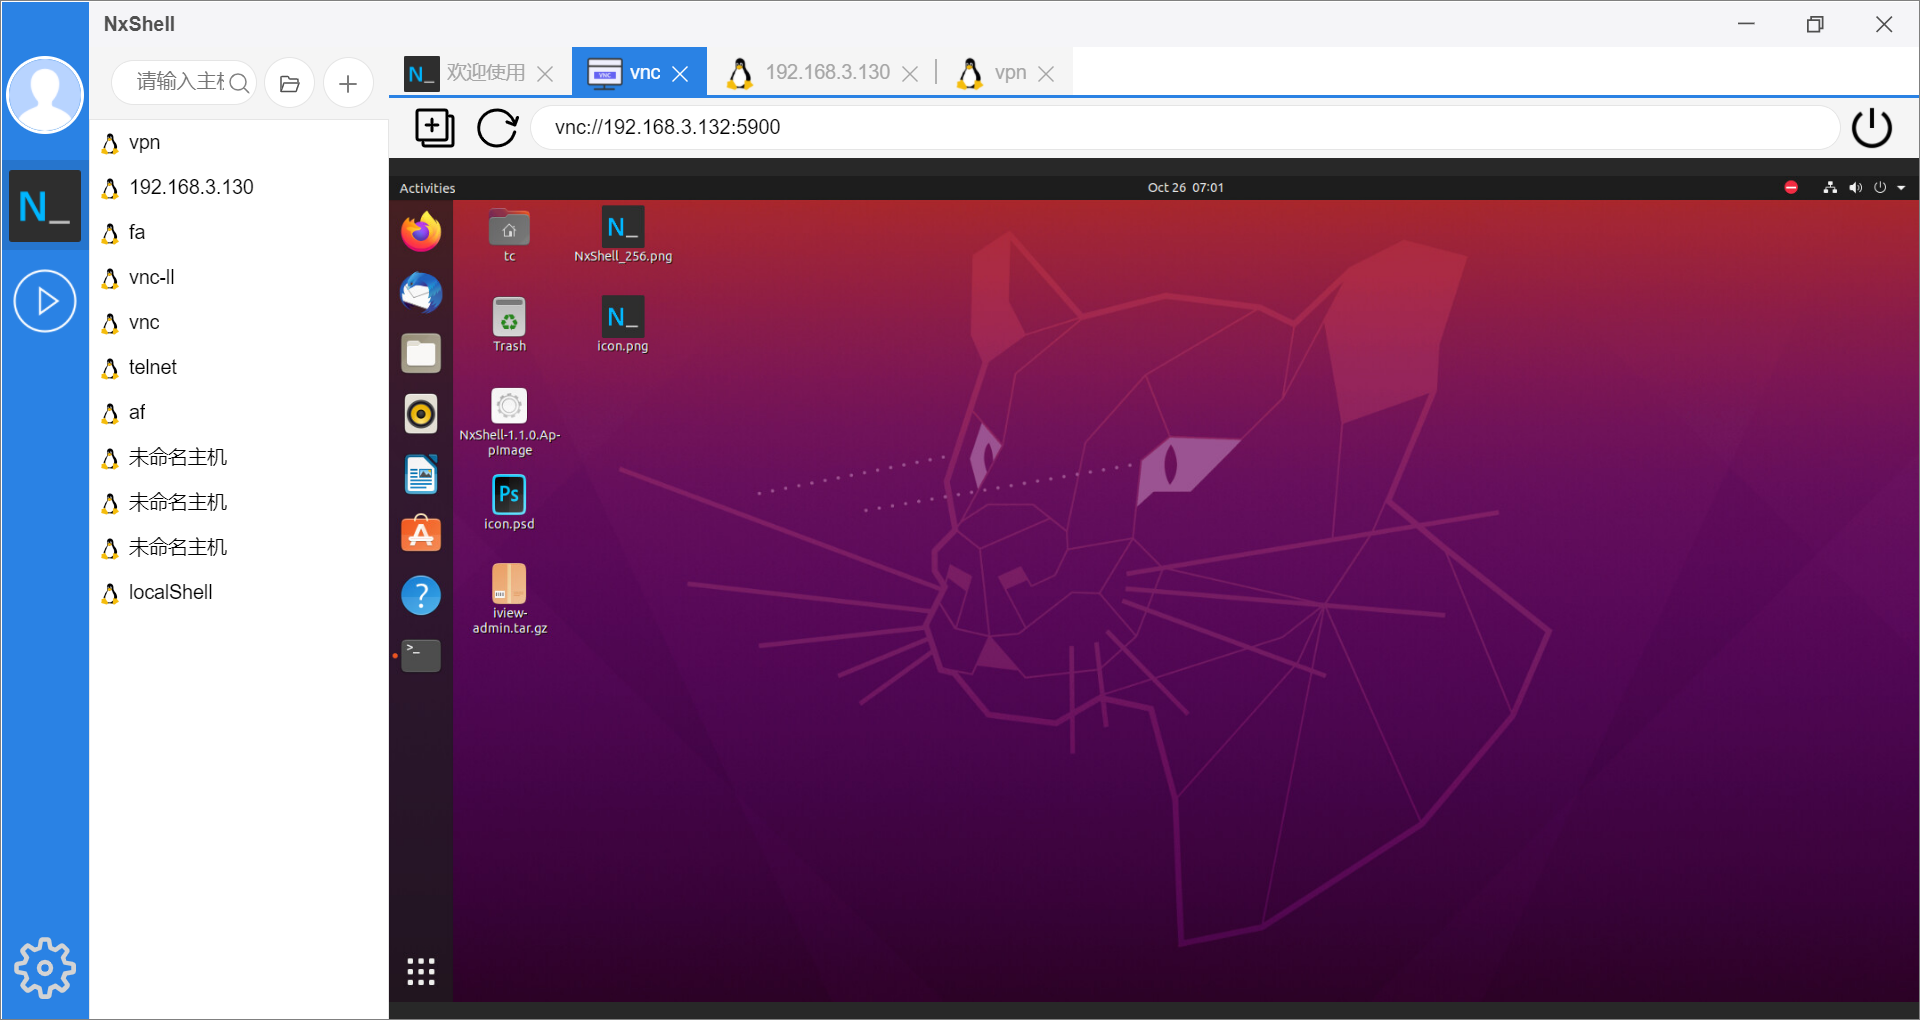 NxShell
请输入主
欢迎使用
vnc
192.168.3.130
vpn
vnc://192.168.3.132:5900
vpn
192.168.3.130
fa
vnc-ll
vnc
telnet
af
未命名主机
未命名主机
未命名主机
localShell
N_
Activities
Oct 26 07:01
tc
NxShell_256.png
Trash
icon.png
NxShell-1.1.0.Ap-
pImage
Ps
icon.psd
iview-
admin.tar.gz